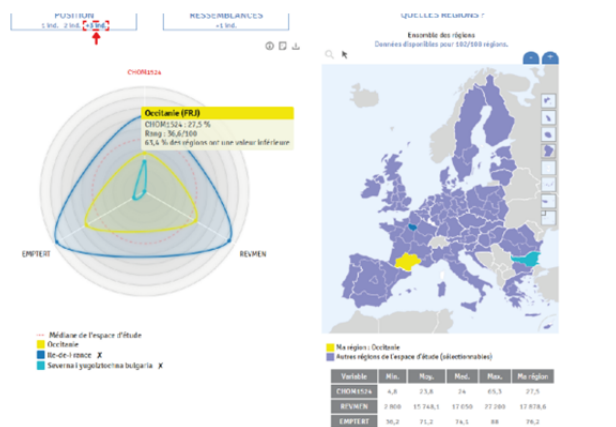 POSITION
1 ind. 2 ind. +3 ind.
RESSEMBLANCES
<1 ind.
CHOM1524
Occitanie (FRJ)
CHOM1524 : 27,5 %
Rang : 36,6/100
63,4 % des régions ont une valeur inférieure
EMPTERT
REVMEN
Médiane de l'espace d'étude
Occitanie
Ile-de-France X
Severna i yugoiztochna bulgaria X
QUELLES RÉGIONS ?
Ensemble des régions
Données disponibles pour 102/103 régions.
- +
Ma région : Occitanie
Autres régions de l'espace d'étude (sélectionnables)
Variable Min. Moy. Med. Max. Ma région
CHOM1524 4,8 23,8 24 69,3 27,5
REVMEN 2 800 15 748,1 17 050 27 200 17 878,6
EMPTERT 36,2 71,2 74,1 88 76,2